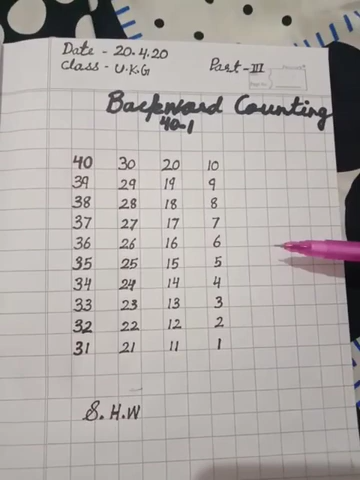 Date - 20.4.20
Class - U.K.G
Part - III
Backward Counting
40-1
40 30 20 10
39 29 19 9
38 28 18 8
37 27 17 7
36 26 16 6
35 25 15 5
34 24 14 4
33 23 13 3
32 22 12 2
31 21 11 1
S.H.W